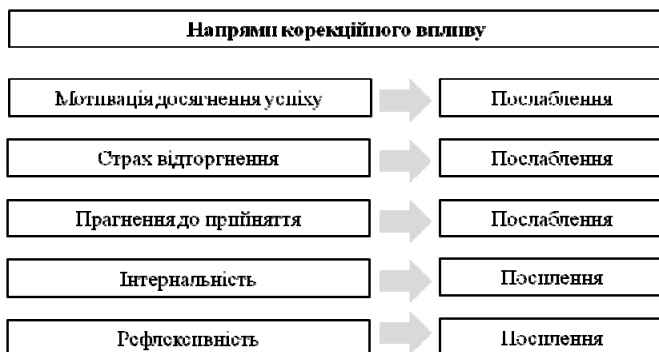 Напрями корекційного впливу
Мотивація досягнення успіху
Послаблення
Страх відторгнення
Послаблення
Прагнення до прийняття
Послаблення
Інтернальність
Посилення
Рефлексивність
Посилення